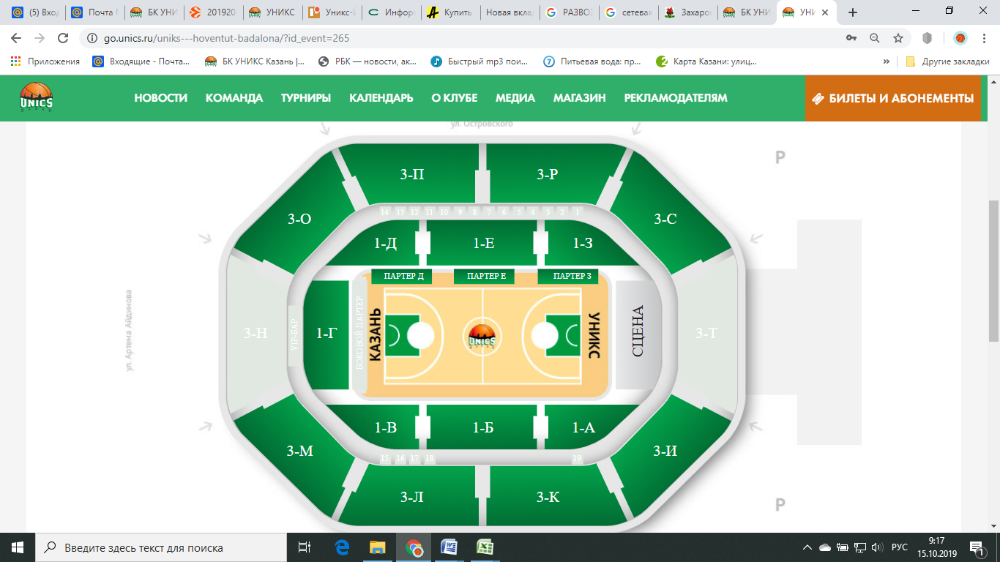 (5) Вход
Почта М
БК УНИ
201920
УНИКС
Уникс-И
Инфор
Купить
Новая вклад
РАЗВОЗ
сетевая
Захаро
БК УНИ
УНИ
go.unics.ru/uniks---hoventut-badalona/?id_event=265
Приложения
Входящие - Почта...
БК УНИКС Казань |...
РБК — новости, ак...
Быстрый mp3 пои...
Питьевая вода: пр...
Карта Казани: улиц...
»
Другие закладки
UNICS
НОВОСТИ КОМАНДА ТУРНИРЫ КАЛЕНДАРЬ О КЛУБЕ МЕДИА МАГАЗИН РЕКЛАМОДАТЕЛЯМ
БИЛЕТЫ И АБОНЕМЕНТЫ
ул. Островского
P
3-П 3-Р
3-О 3-С
14 13 12 11 10 9 8 7 6 5 4 3 2 1
1-Д 1-Е 1-З
ПАРТЕР Д ПАРТЕР Е ПАРТЕР З
ул. Артема Айдинова
3-Н
VIP-БАР
1-Г
БОКОВОЙ ПАРТЕР
КАЗАНЬ
UNICS
УНИКС
СЦЕНА
3-Т
1-В 1-Б 1-А
3-М 3-И
15 16 17 18 19
3-Л 3-К
P
Введите здесь текст для поиска
РУС
9:17
15.10.2019
1